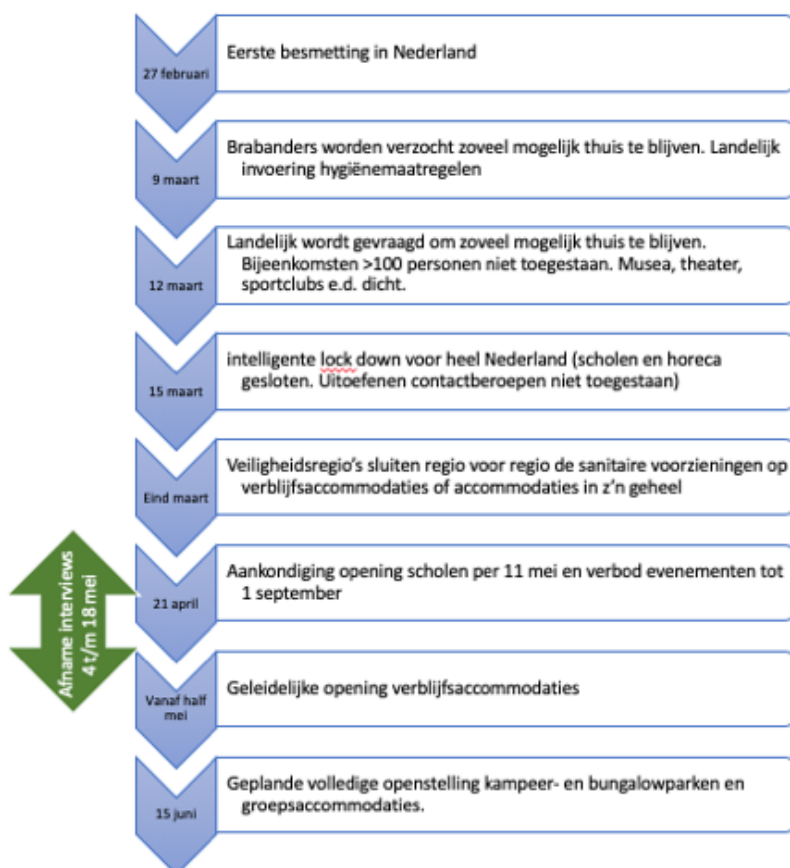 27 februari
Eerste besmetting in Nederland
9 maart
Brabanders worden verzocht zoveel mogelijk thuis te blijven. Landelijk
invoering hygiënemaatregelen
12 maart
Landelijk wordt gevraagd om zoveel mogelijk thuis te blijven.
Bijeenkomsten >100 personen niet toegestaan. Musea, theater,
sportclubs e.d. dicht.
15 maart
intelligente lock down voor heel Nederland (scholen en horeca
gesloten. Uitoefenen contactberoepen niet toegestaan)
Eind maart
Veiligheidsregio's sluiten regio voor regio de sanitaire voorzieningen op
verblijfsaccommodaties of accommodaties in z'n geheel
Afname interviews
4 t/m 18 mei
21 april
Aankondiging opening scholen per 11 mei en verbod evenementen tot
1 september
Vanaf half
mei
Geleidelijke opening verblijfsaccommodaties
15 juni
Geplande volledige openstelling kampeer- en bungalowparken en
groepsaccommodaties.